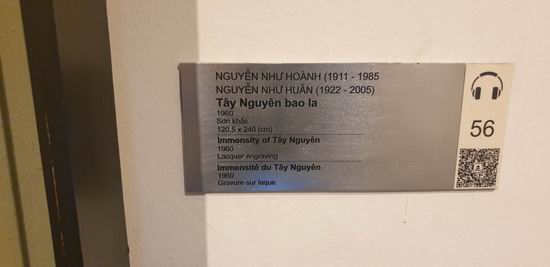 NGUYỄN NHƯ HOÀNH (1911 - 1985
NGUYỄN NHƯ HUÂN (1922 - 2005)
Tây Nguyên bao la
1960
Sơn khắc
120.5 x 240 (cm)
Immensity of Tây Nguyên
1960
Lacquer engraving
Immensité du Tây Nguyên
1960
Gravure sur laque
56